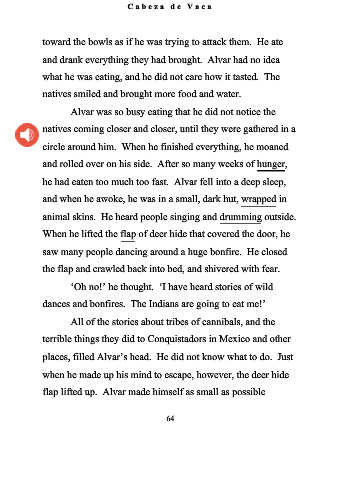 Cabeza de Vaca
toward the bowls as if he was trying to attack them. He ate
and drank everything they had brought. Alvar had no idea
what he was eating, and he did not care how it tasted. The
natives smiled and brought more food and water.
Alvar was so busy eating that he did not notice the
natives coming closer and closer, until they were gathered in a
circle around him. When he finished everything, he moaned
and rolled over on his side. After so many weeks of hunger,
he had eaten too much too fast. Alvar fell into a deep sleep,
and when he awoke, he was in a small, dark hut, wrapped in
animal skins. He heard people singing and drumming outside.
When he lifted the flap of deer hide that covered the door, he
saw many people dancing around a huge bonfire. He closed
the flap and crawled back into bed, and shivered with fear.
‘Oh no!’ he thought. ‘I have heard stories of wild
dances and bonfires. The Indians are going to eat me!’
All of the stories about tribes of cannibals, and the
terrible things they did to Conquistadors in Mexico and other
places, filled Alvar’s head. He did not know what to do. Just
when he made up his mind to escape, however, the deer hide
flap lifted up. Alvar made himself as small as possible
64